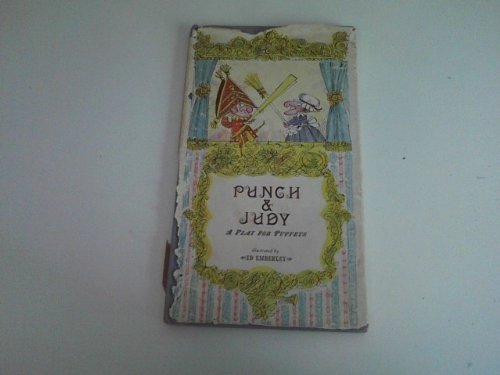 PUNCH
&
JUDY
A PLAY FOR PUPPETS
illustrated by
ED EMBERLEY